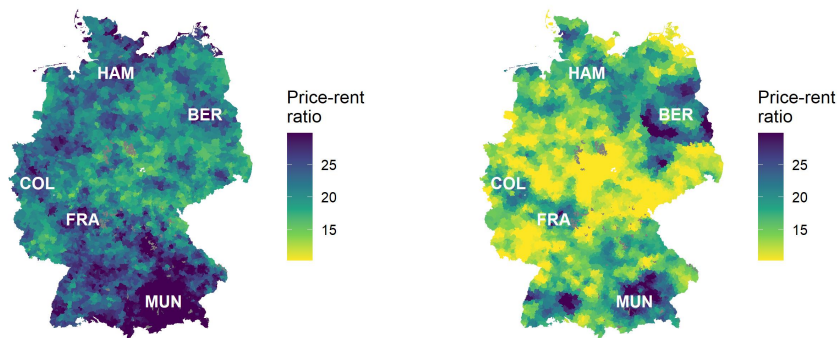 HAM
BER
COL
FRA
MUN
Price-rent
ratio
25
20
15
HAM
BER
COL
FRA
MUN
Price-rent
ratio
25
20
15